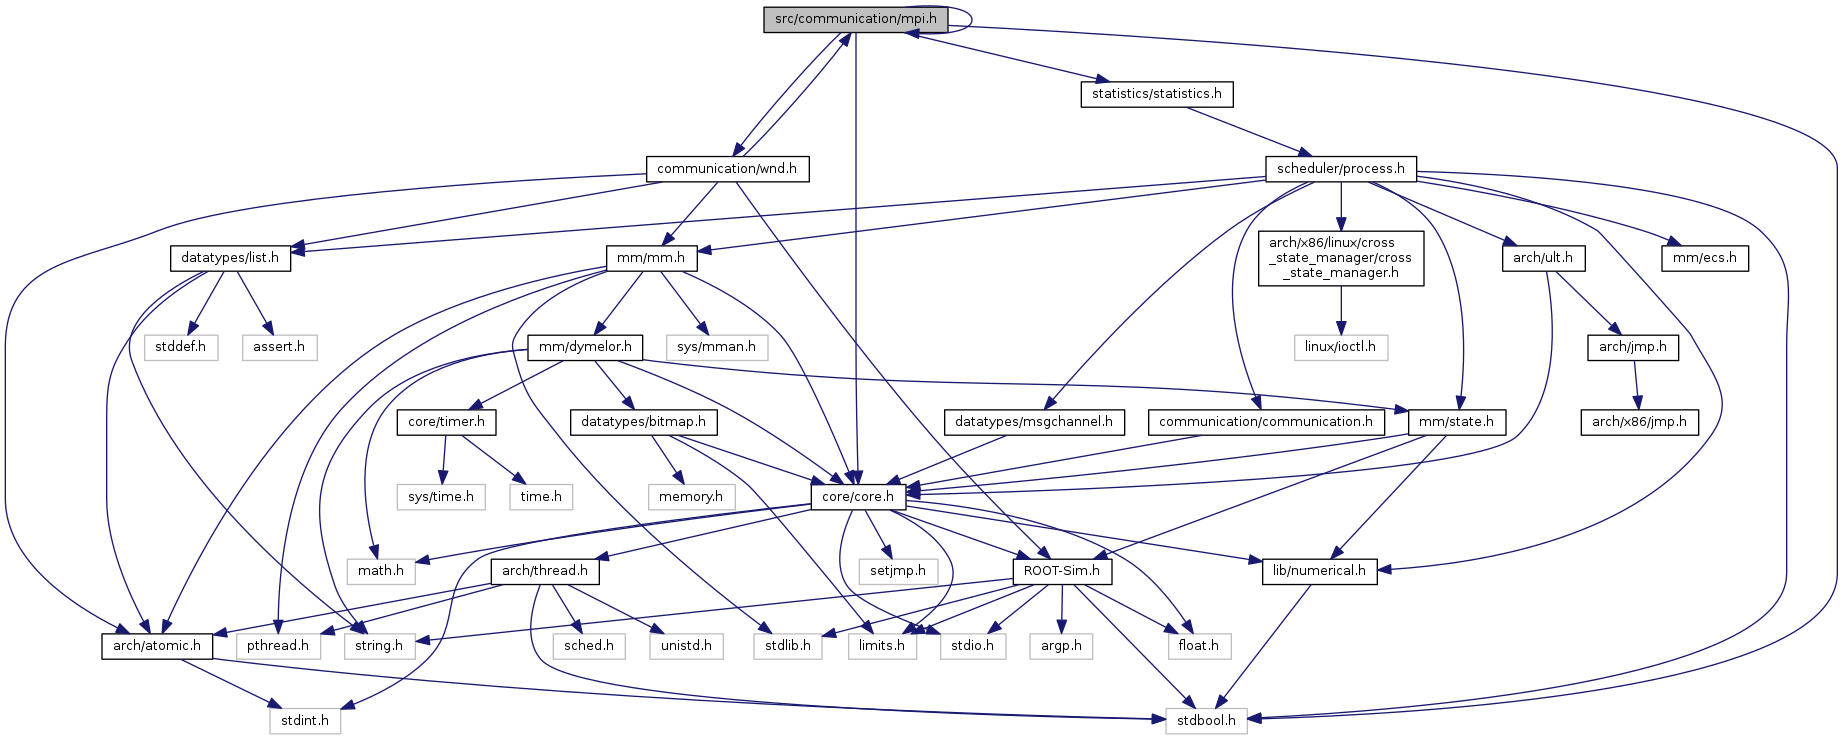 src/communication/mpi.h
statistics/statistics.h
communication/wnd.h
scheduler/process.h
datatypes/list.h
mm/mm.h
arch/x86/linux/cross
_state_manager/cross
_state_manager.h
arch/ult.h
mm/ecs.h
stddef.h
assert.h
mm/dymelor.h
sys/mman.h
linux/ioctl.h
arch/jmp.h
core/timer.h
datatypes/bitmap.h
datatypes/msgchannel.h
communication/communication.h
mm/state.h
arch/x86/jmp.h
sys/time.h
time.h
memory.h
core/core.h
math.h
arch/thread.h
setjmp.h
ROOT-Sim.h
lib/numerical.h
arch/atomic.h
pthread.h
string.h
sched.h
unistd.h
stdlib.h
limits.h
stdio.h
argp.h
float.h
stdint.h
stdbool.h